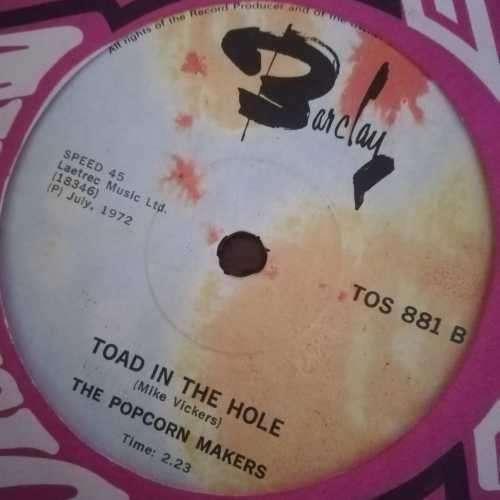 All rights of the Record Producer and of the
Barclay
SPEED 45
Laetrec Music Ltd.
(18346)
(P) July, 1972
TOS 881 B
TOAD IN THE HOLE
(Mike Vickers)
THE POPCORN MAKERS
Time: 2.23